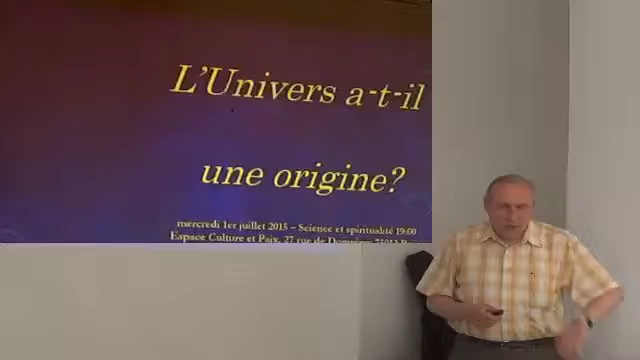 L'Univers a-t-il
une origine?
mercredi 1er juillet 2015 – Science et spiritualité 19:00
Espace Culture et Paix, 27 rue de